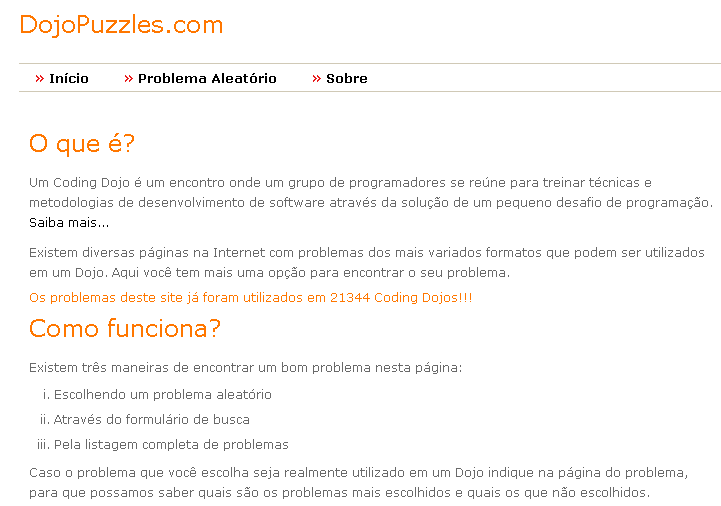 DojoPuzzles.com
» Início » Problema Aleatório » Sobre
O que é?
Um Coding Dojo é um encontro onde um grupo de programadores se reúne para treinar técnicas e
metodologias de desenvolvimento de software através da solução de um pequeno desafio de programação.
Saiba mais...
Existem diversas páginas na Internet com problemas dos mais variados formatos que podem ser utilizados
em um Dojo. Aqui você tem mais uma opção para encontrar o seu problema.
Os problemas deste site já foram utilizados em 21344 Coding Dojos!!!
Como funciona?
Existem três maneiras de encontrar um bom problema nesta página:
i. Escolhendo um problema aleatório
ii. Através do formulário de busca
iii. Pela listagem completa de problemas
Caso o problema que você escolha seja realmente utilizado em um Dojo indique na página do problema,
para que possamos saber quais são os problemas mais escolhidos e quais os que não escolhidos.